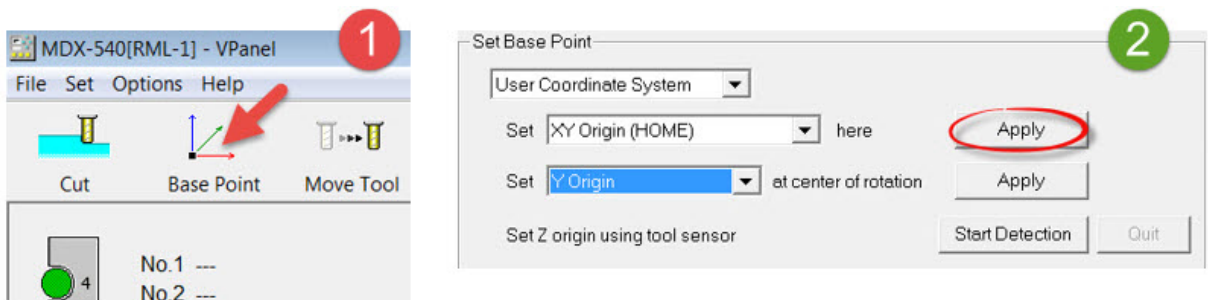 MDX-540[RML-1] - VPanel
1
File Set Options Help
Cut Base Point Move Tool
4
No.1 ---
No.2 ---
2
Set Base Point
User Coordinate System
Set XY Origin (HOME) here Apply
Set Y Origin at center of rotation Apply
Set Z origin using tool sensor Start Detection Quit